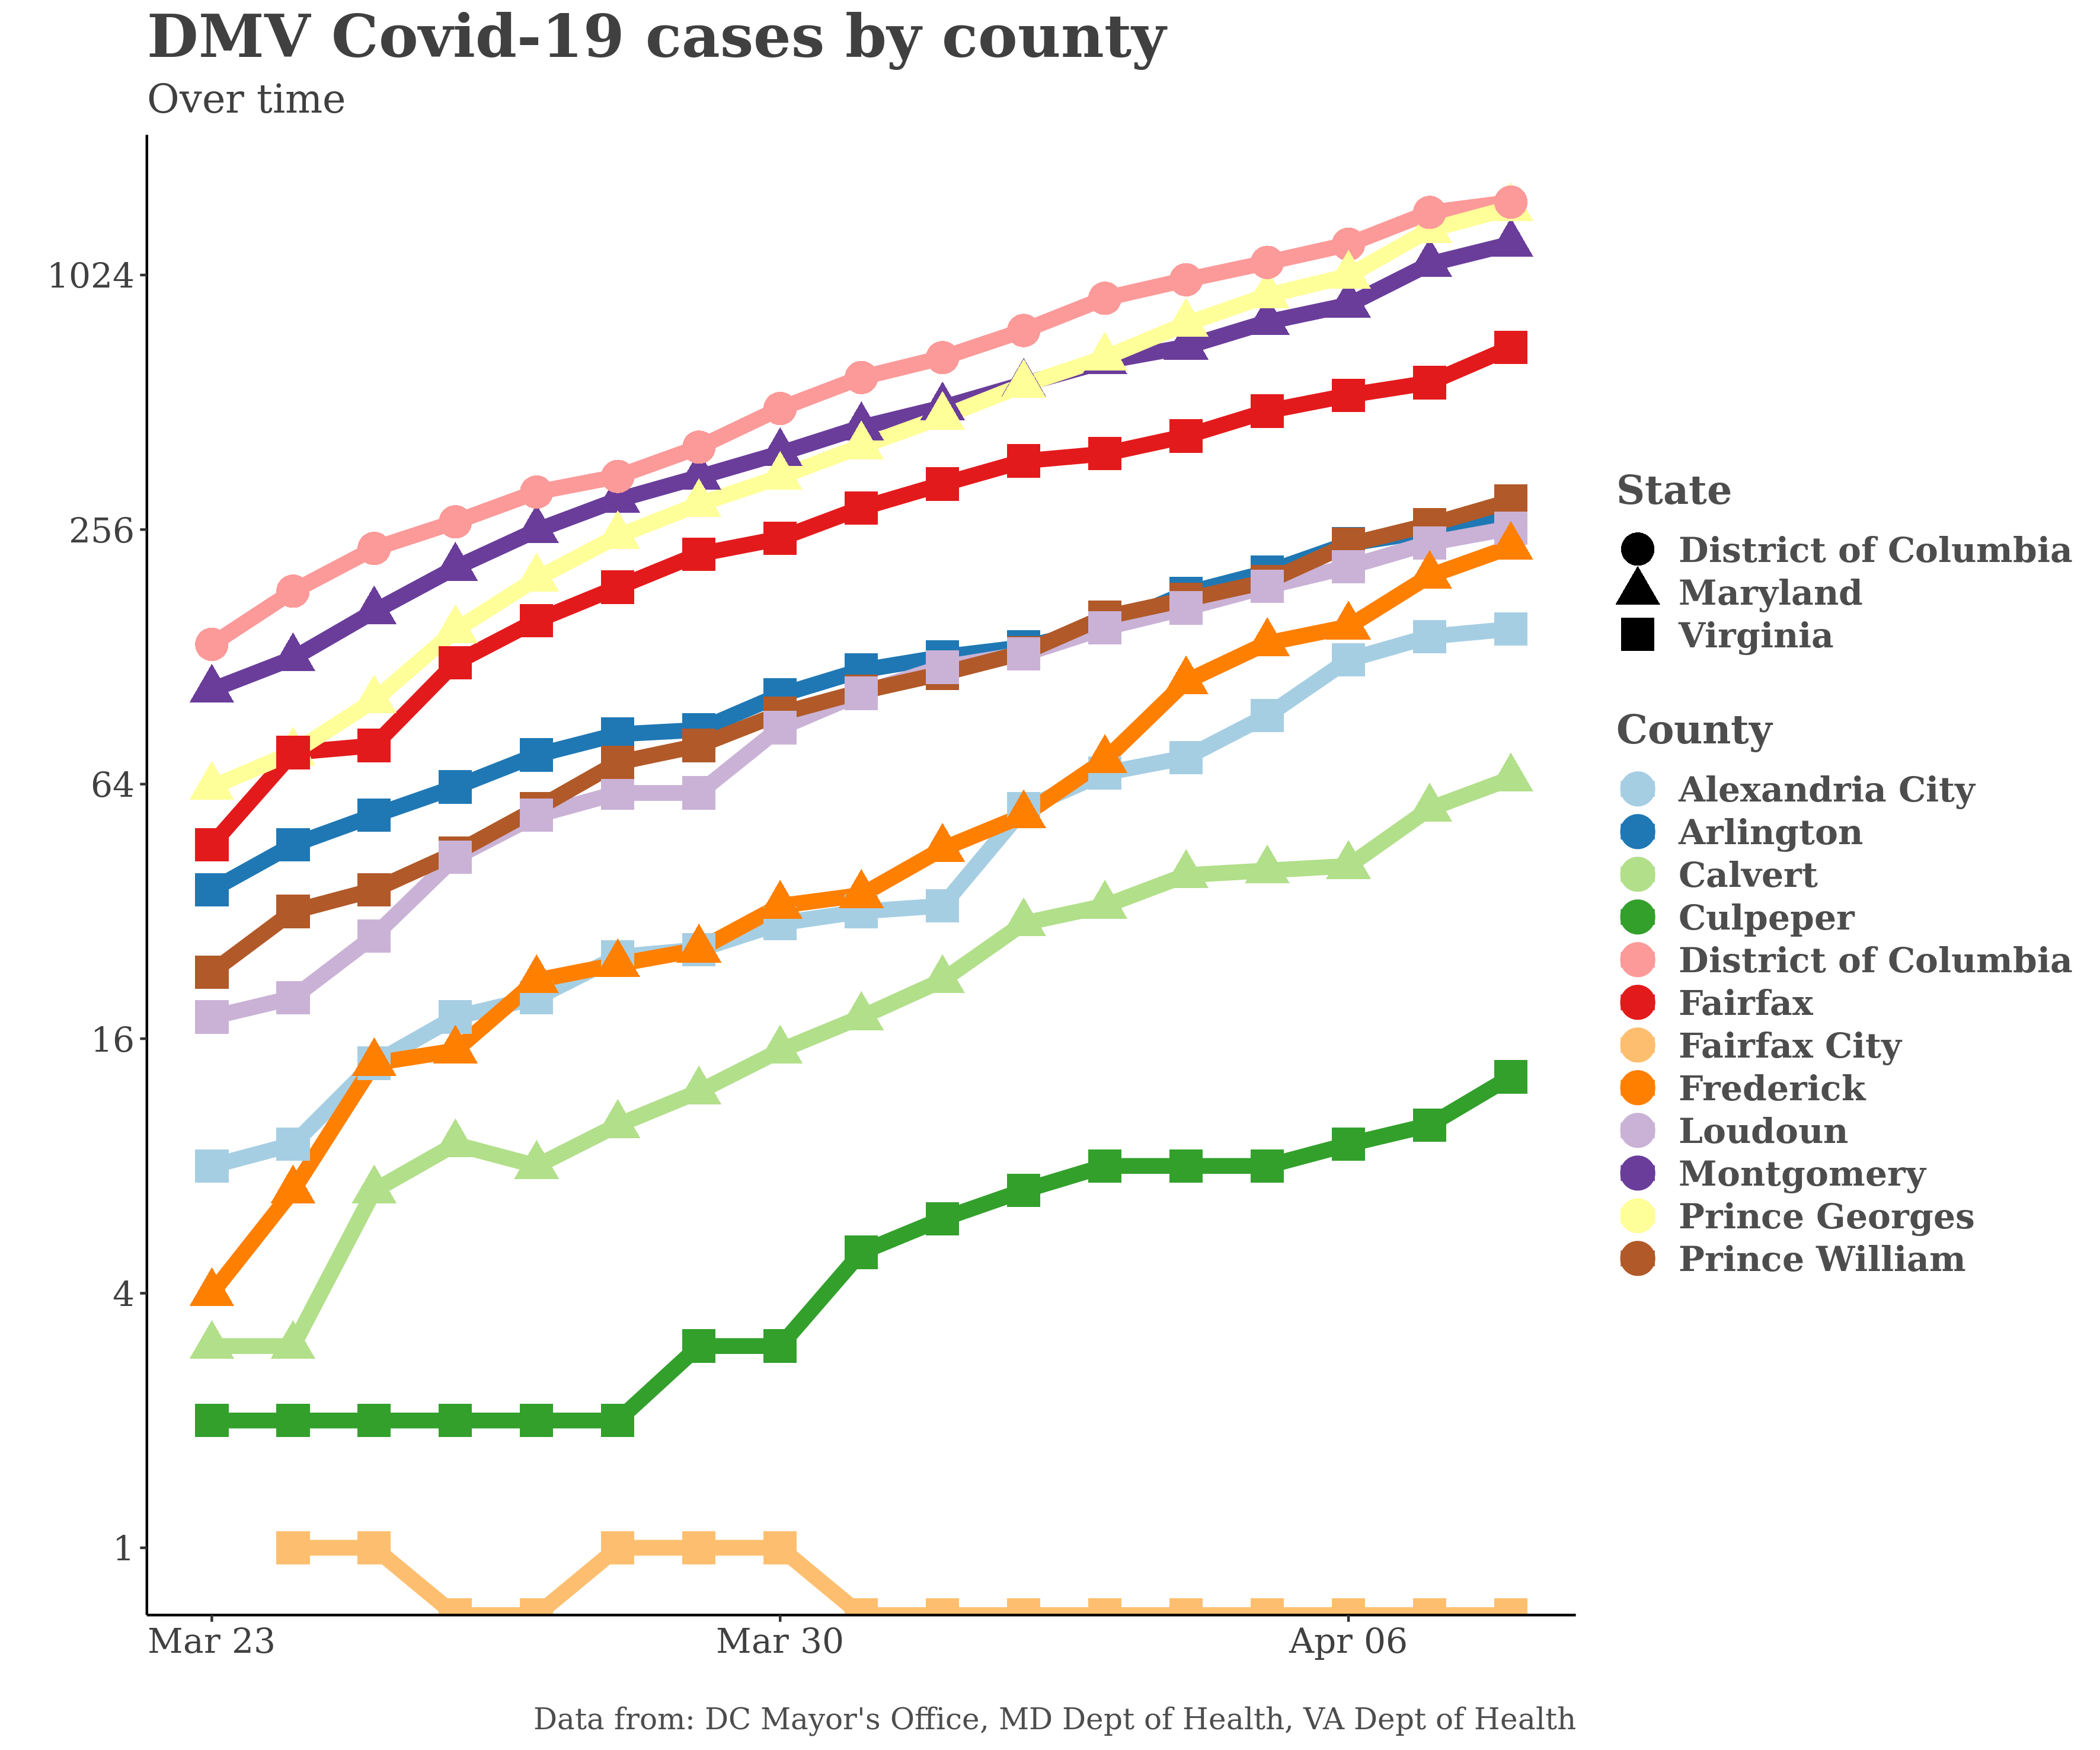 DMV Covid-19 cases by county
Over time
1024
256
64
16
4
1
Mar 23
Mar 30
Apr 06
State
District of Columbia
Maryland
Virginia
County
Alexandria City
Arlington
Calvert
Culpeper
District of Columbia
Fairfax
Fairfax City
Frederick
Loudoun
Montgomery
Prince Georges
Prince William
Data from: DC Mayor's Office, MD Dept of Health, VA Dept of Health